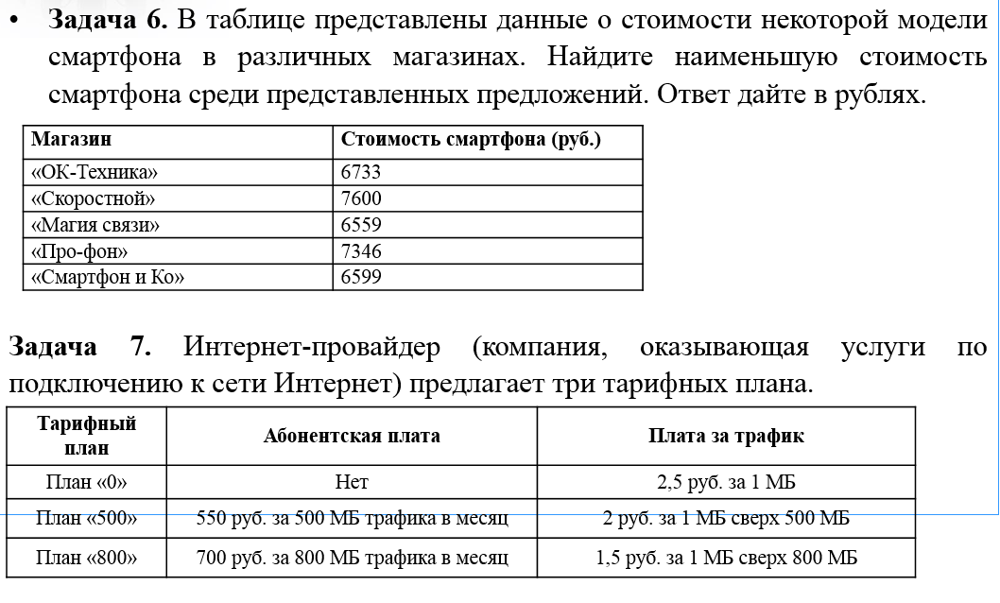 • Задача 6. В таблице представлены данные о стоимости некоторой модели
смартфона в различных магазинах. Найдите наименьшую стоимость
смартфона среди представленных предложений. Ответ дайте в рублях.
Магазин Стоимость смартфона (руб.)
«ОК-Техника» 6733
«Скоростной» 7600
«Магия связи» 6559
«Про-фон» 7346
«Смартфон и Ко» 6599
Задача 7. Интернет-провайдер (компания, оказывающая услуги по
подключению к сети Интернет) предлагает три тарифных плана.
Тарифный
план Абонентская плата Плата за трафик
План «0» Нет 2,5 руб. за 1 МБ
План «500» 550 руб. за 500 МБ трафика в месяц 2 руб. за 1 МБ сверх 500 МБ
План «800» 700 руб. за 800 МБ трафика в месяц 1,5 руб. за 1 МБ сверх 800 МБ